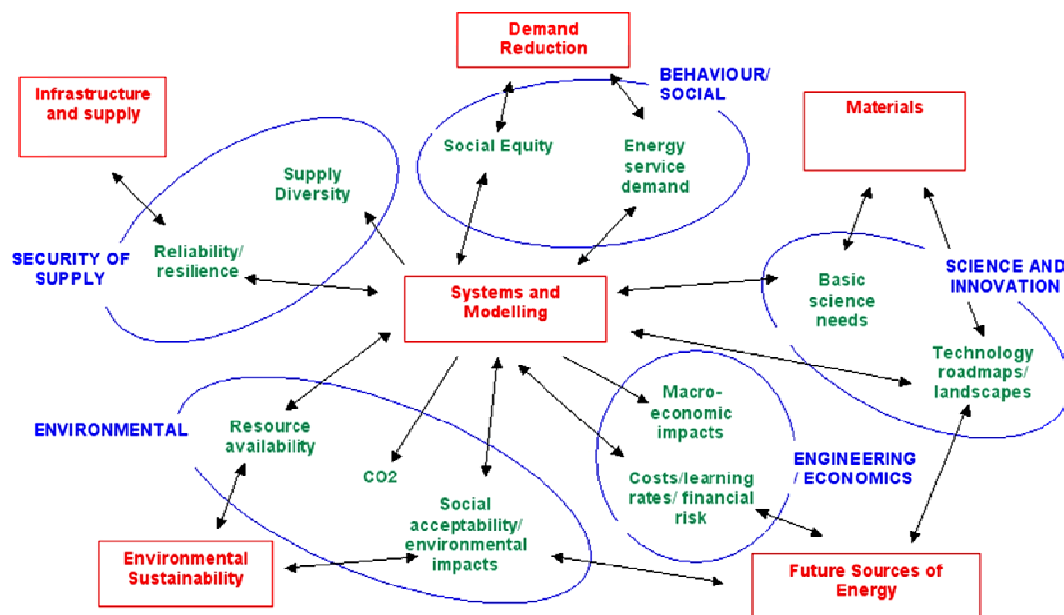 Demand
Reduction
BEHAVIOUR/
SOCIAL
Infrastructure
and supply
Materials
Social Equity
Energy
service
demand
Supply
Diversity
SECURITY OF
SUPPLY
Reliability/
resilience
SCIENCE AND
INNOVATION
Basic
science
needs
Systems and
Modelling
Technology
roadmaps/
landscapes
Macro-
economic
impacts
ENVIRONMENTAL
Resource
availability
ENGINEERING
/ ECONOMICS
CO2
Costs/learning
rates/ financial
risk
Social
acceptability/
environmental
impacts
Environmental
Sustainability
Future Sources of
Energy